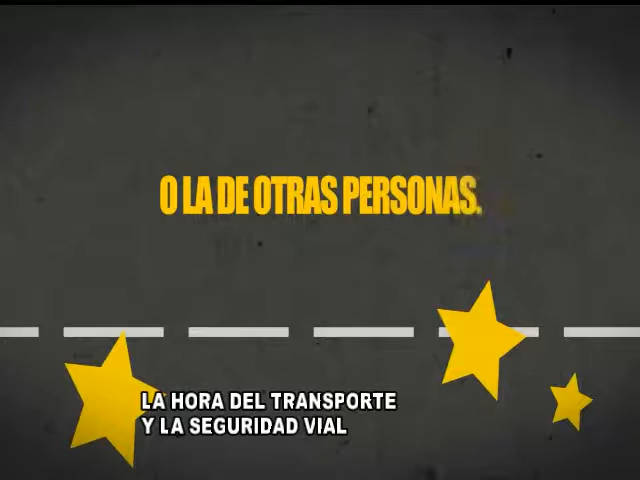 O LA DE OTRAS PERSONAS.
LA HORA DEL TRANSPORTE
Y LA SEGURIDAD VIAL